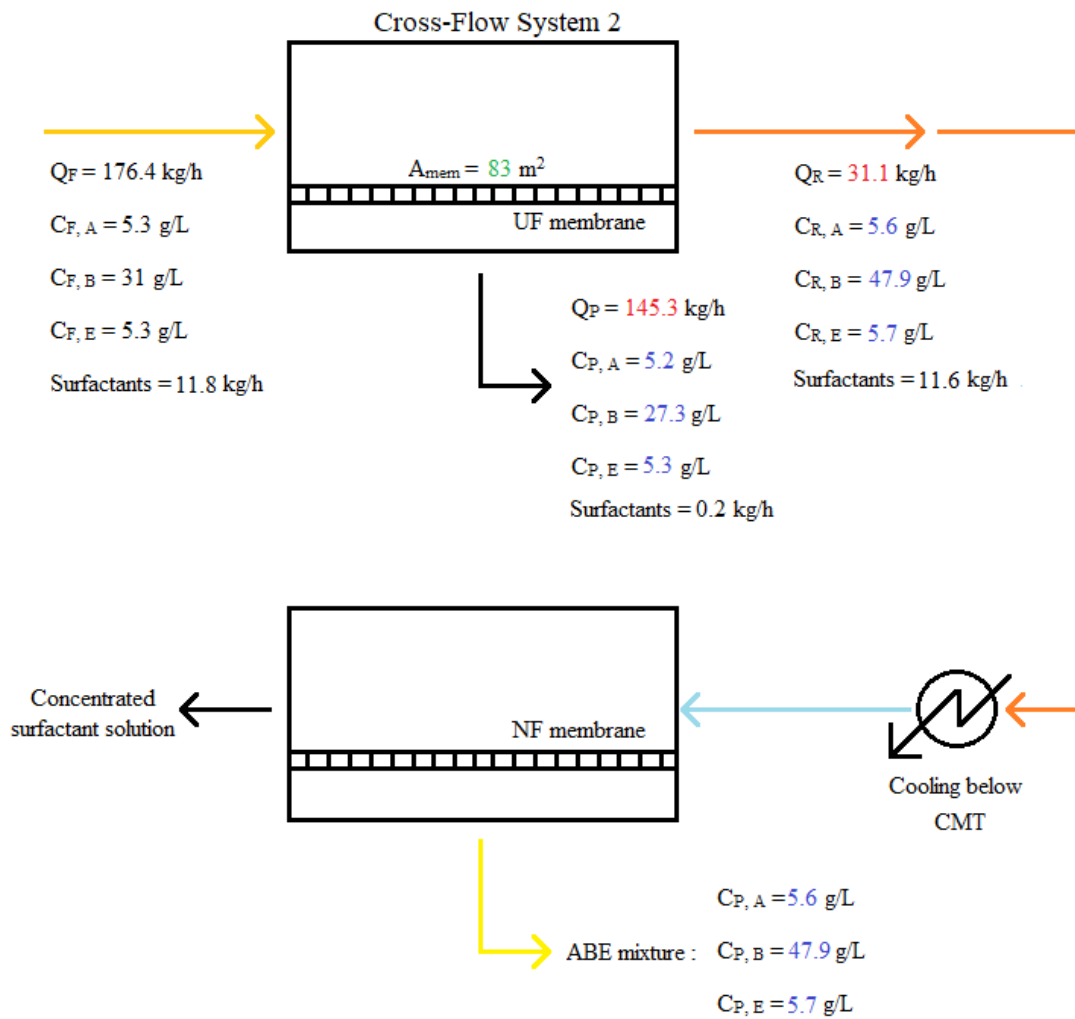 Cross-Flow System 2
QF = 176.4 kg/h
CF, A = 5.3 g/L
CF, B = 31 g/L
CF, E = 5.3 g/L
Surfactants = 11.8 kg/h
Amem = 83 m²
UF membrane
QP = 145.3 kg/h
CP, A = 5.2 g/L
CP, B = 27.3 g/L
CP, E = 5.3 g/L
Surfactants = 0.2 kg/h
QR = 31.1 kg/h
CR, A = 5.6 g/L
CR, B = 47.9 g/L
CR, E = 5.7 g/L
Surfactants = 11.6 kg/h
Cooling below
CMT
NF membrane
Concentrated
surfactant solution
ABE mixture :
CP, A = 5.6 g/L
CP, B = 47.9 g/L
CP, E = 5.7 g/L